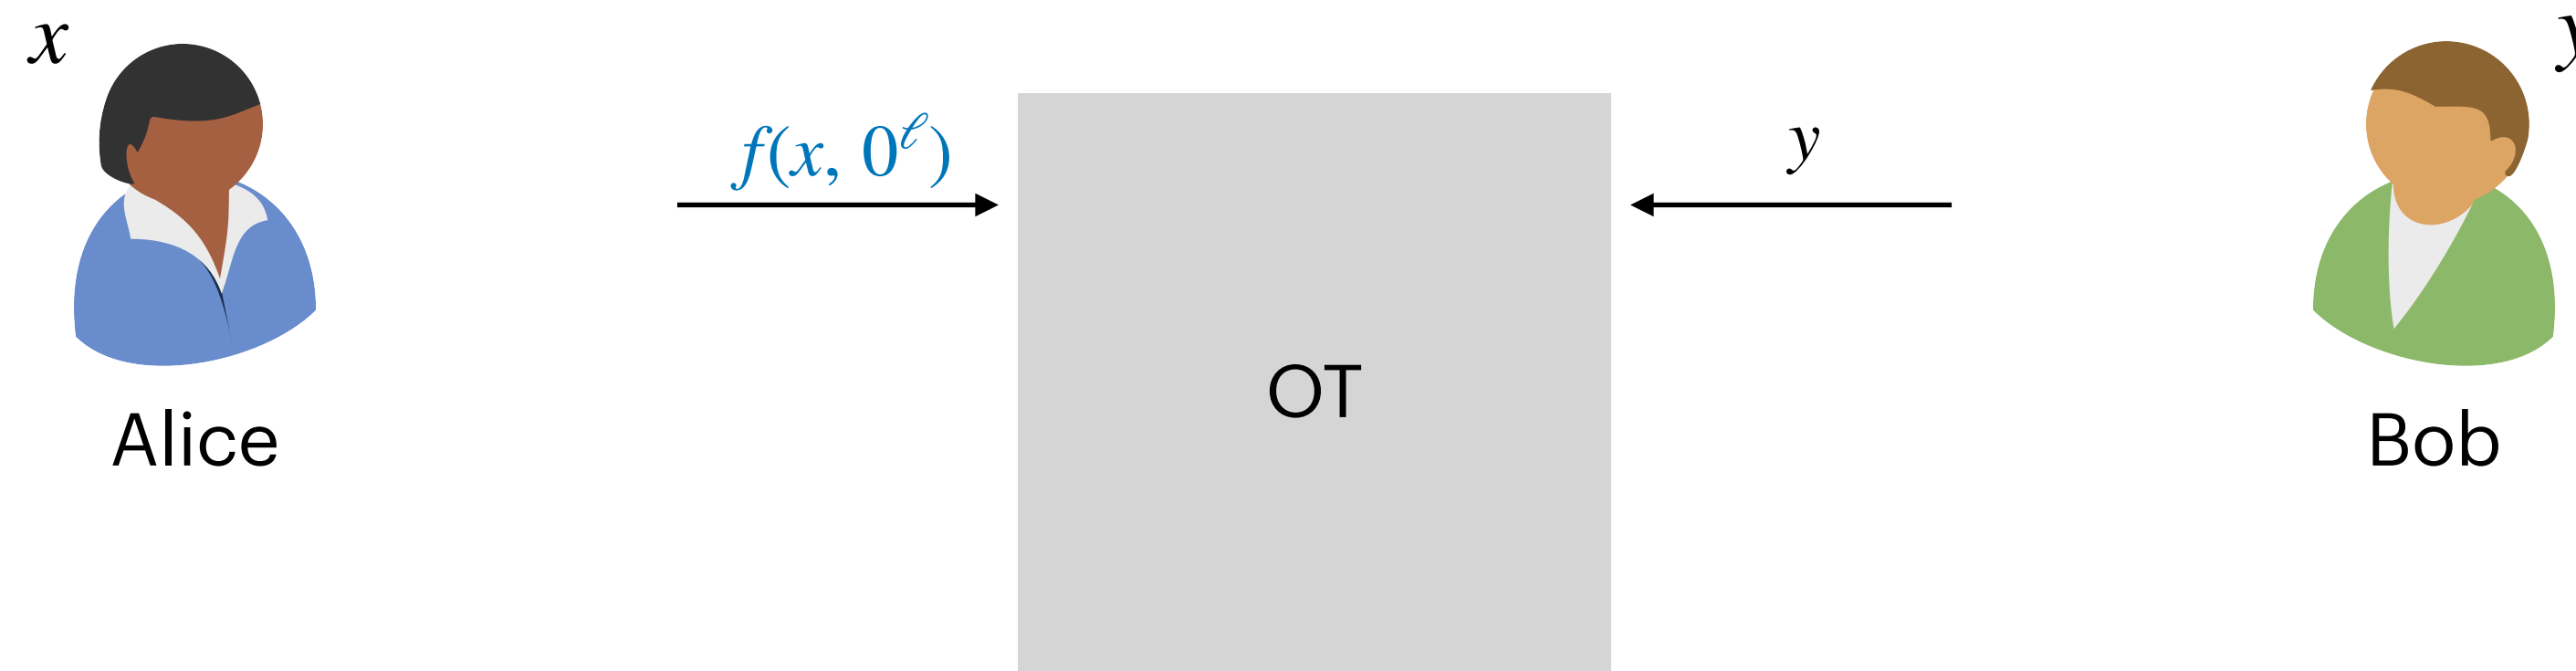 x
y
f(x, 0^ℓ)
y
OT
Alice
Bob